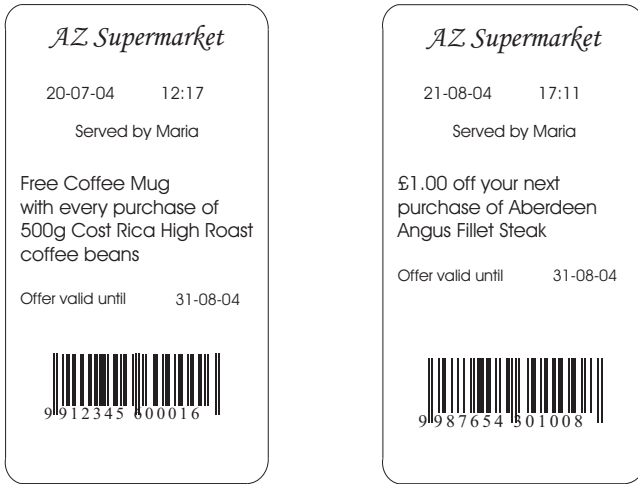 AZ Supermarket
20-07-04 12:17
Served by Maria
Free Coffee Mug
with every purchase of
500g Cost Rica High Roast
coffee beans
Offer valid until 31-08-04
9 912345 600016
AZ Supermarket
21-08-04 17:11
Served by Maria
£1.00 off your next
purchase of Aberdeen
Angus Fillet Steak
Offer valid until 31-08-04
9 987654 301008